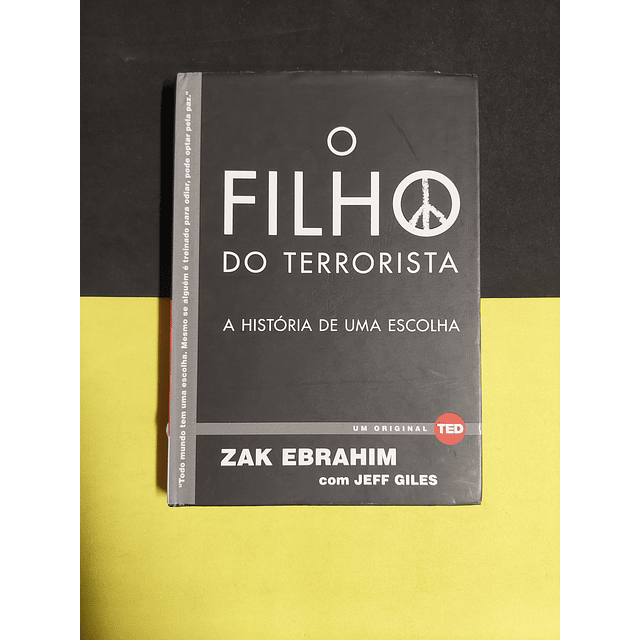 O
FILHO
DO TERRORISTA
A HISTÓRIA DE UMA ESCOLHA
UM ORIGINAL TED
ZAK EBRAHIM
com JEFF GILES
"Todo mundo tem uma escolha. Mesmo se alguém é treinado para odiar, pode optar pela paz."